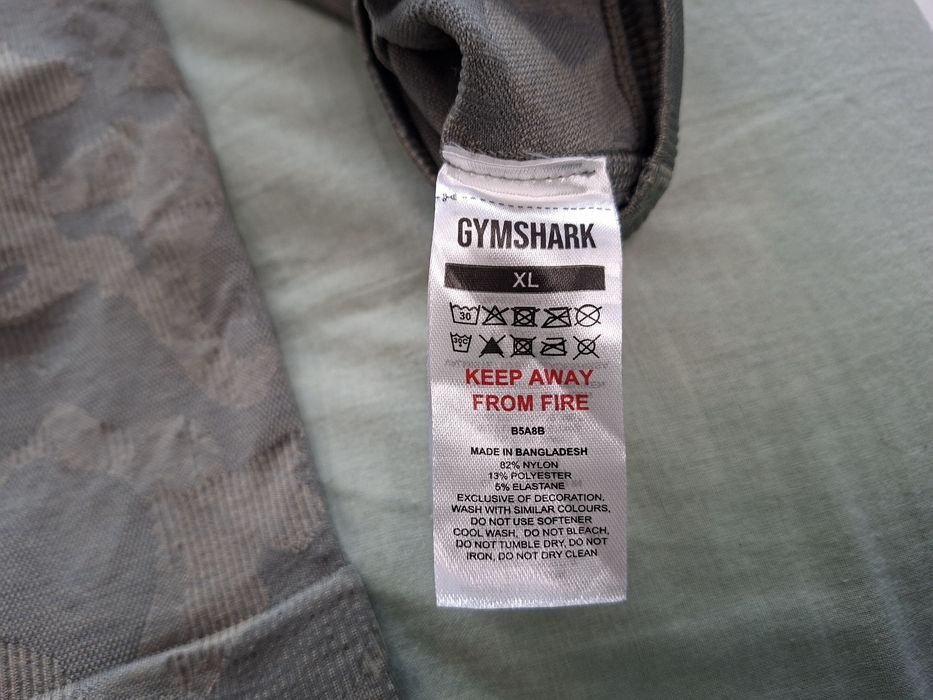 GYMSHARK
XL
30
30C
KEEP AWAY
FROM FIRE
B5A8B
MADE IN BANGLADESH
82% NYLON
13% POLYESTER
5% ELASTANE
EXCLUSIVE OF DECORATION.
WASH WITH SIMILAR COLOURS,
DO NOT USE SOFTENER
COOL WASH, DO NOT BLEACH,
DO NOT TUMBLE DRY, DO NOT
IRON, DO NOT DRY CLEAN